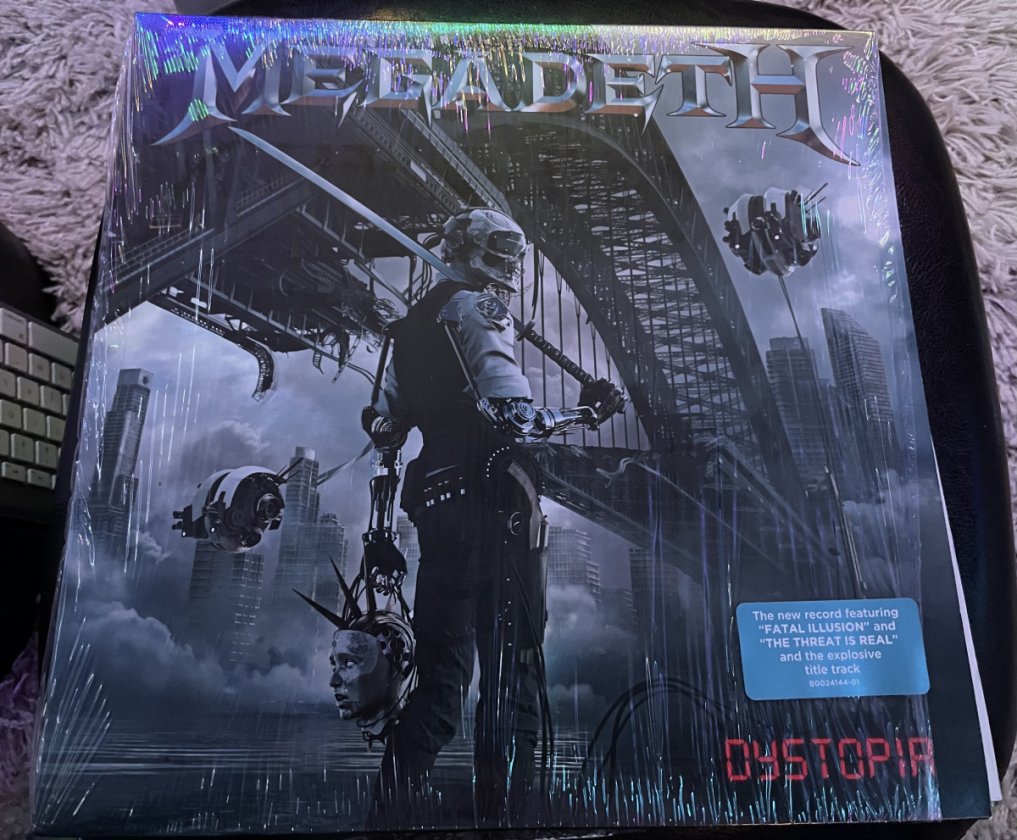 MEGADETH
The new record featuring
“FATAL ILLUSION” and
“THE THREAT IS REAL”
and the explosive
title track
B0024144-01
DYSTOPIA